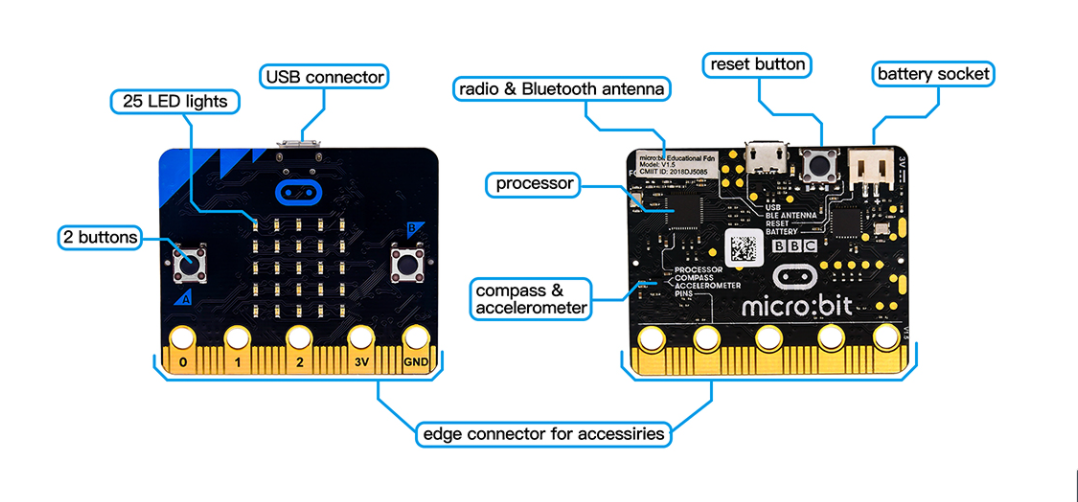 USB connector
25 LED lights
2 buttons
A
B
0 1 2 3V GND
reset button
battery socket
radio & Bluetooth antenna
processor
compass &
accelerometer
micro:bit Educational Fdn
Model: V1.5
CMIIT ID: 2018DJ5085
3V
USB
BLE ANTENNA
RESET
BATTERY
BBC
PROCESSOR
COMPASS
ACCELEROMETER
PINS
micro:bit
V1.5
edge connector for accessiries